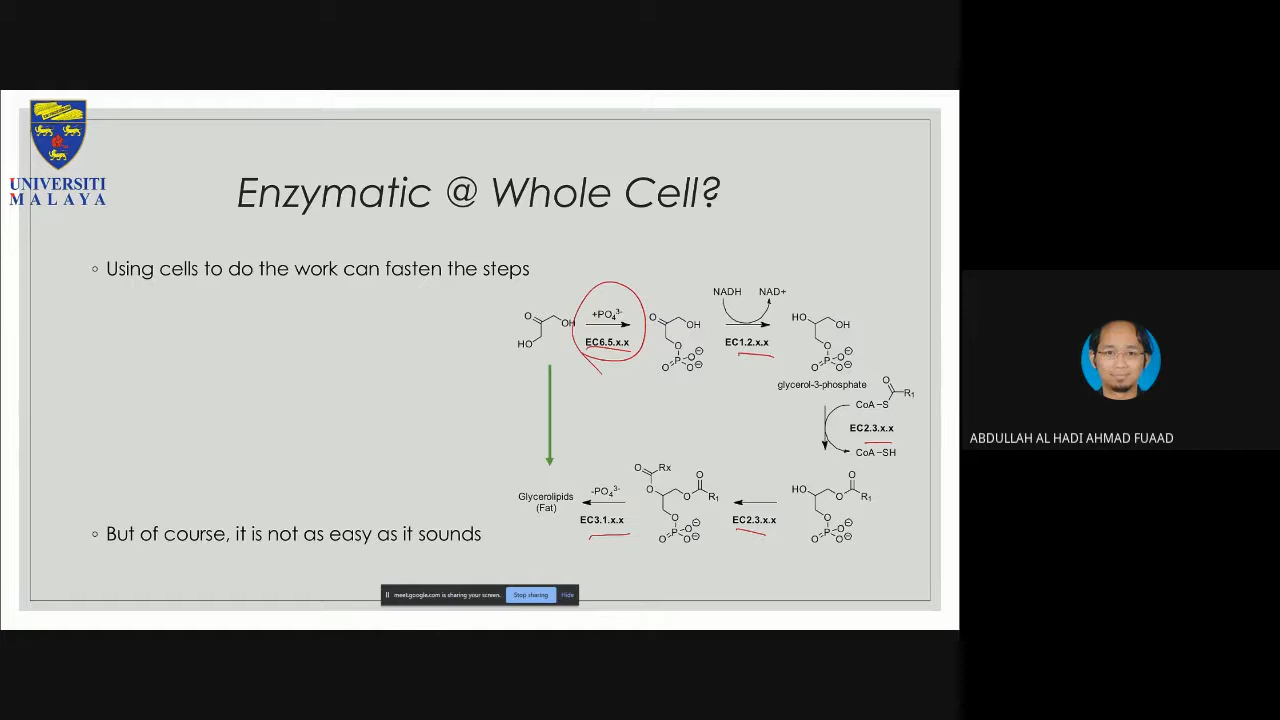 UNIVERSITI
MALAYA
Enzymatic @ Whole Cell?
◦ Using cells to do the work can fasten the steps
NADH NAD+
O OH HO
+PO₄³⁻
EC6.5.x.x
O OH O P O⊖ O⊖ O
EC1.2.x.x
HO OH O P O⊖ O⊖ O
glycerol-3-phosphate
O R₁
CoA–S
EC2.3.x.x
CoA–SH
HO O O R₁ O P O⊖ O⊖ O
EC2.3.x.x
O Rx O O O R₁ O P O⊖ O⊖ O
-PO₄³⁻
EC3.1.x.x
Glycerolipids
(Fat)
◦ But of course, it is not as easy as it sounds
meet.google.com is sharing your screen. Stop sharing Hide
ABDULLAH AL HADI AHMAD FUAAD